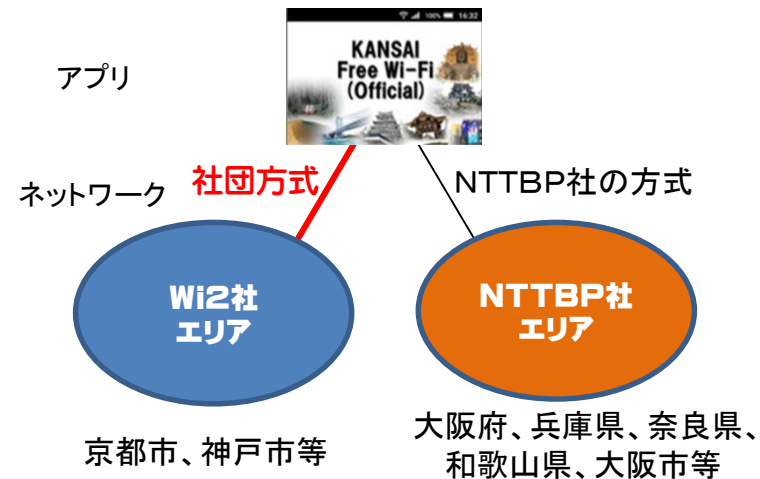 100% 16:32
KANSAI
Free Wi-Fi
(Official)
アプリ
ネットワーク
社団方式
NTTBP社の方式
Wi2社
エリア
NTTBP社
エリア
京都市、神戸市等
大阪府、兵庫県、奈良県、
和歌山県、大阪市等